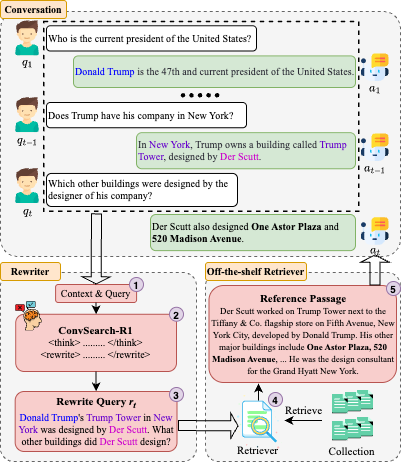 Conversation
Who is the current president of the United States?
q1
Donald Trump is the 47th and current president of the United States.
a1
Does Trump have his company in New York?
qt−1
In New York, Trump owns a building called Trump
Tower, designed by Der Scutt.
at−1
Which other buildings were designed by the
designer of his company?
qt
Der Scutt also designed One Astor Plaza and
520 Madison Avenue.
at
Rewriter
1
Context & Query
2
ConvSearch-R1
<think> ......... </think>
<rewrite> ......... </rewrite>
3
Rewrite Query rt
Donald Trump's Trump Tower in New
York was designed by Der Scutt. What
other buildings did Der Scutt design?
Off-the-shelf Retriever
5
Reference Passage
Der Scutt worked on Trump Tower next to the
Tiffany & Co. flagship store on Fifth Avenue, New
York City, developed by Donald Trump. His other
major buildings include One Astor Plaza, 520
Madison Avenue, ... He was the design consultant
for the Grand Hyatt New York.
4
Retriever
Retrieve
Collection